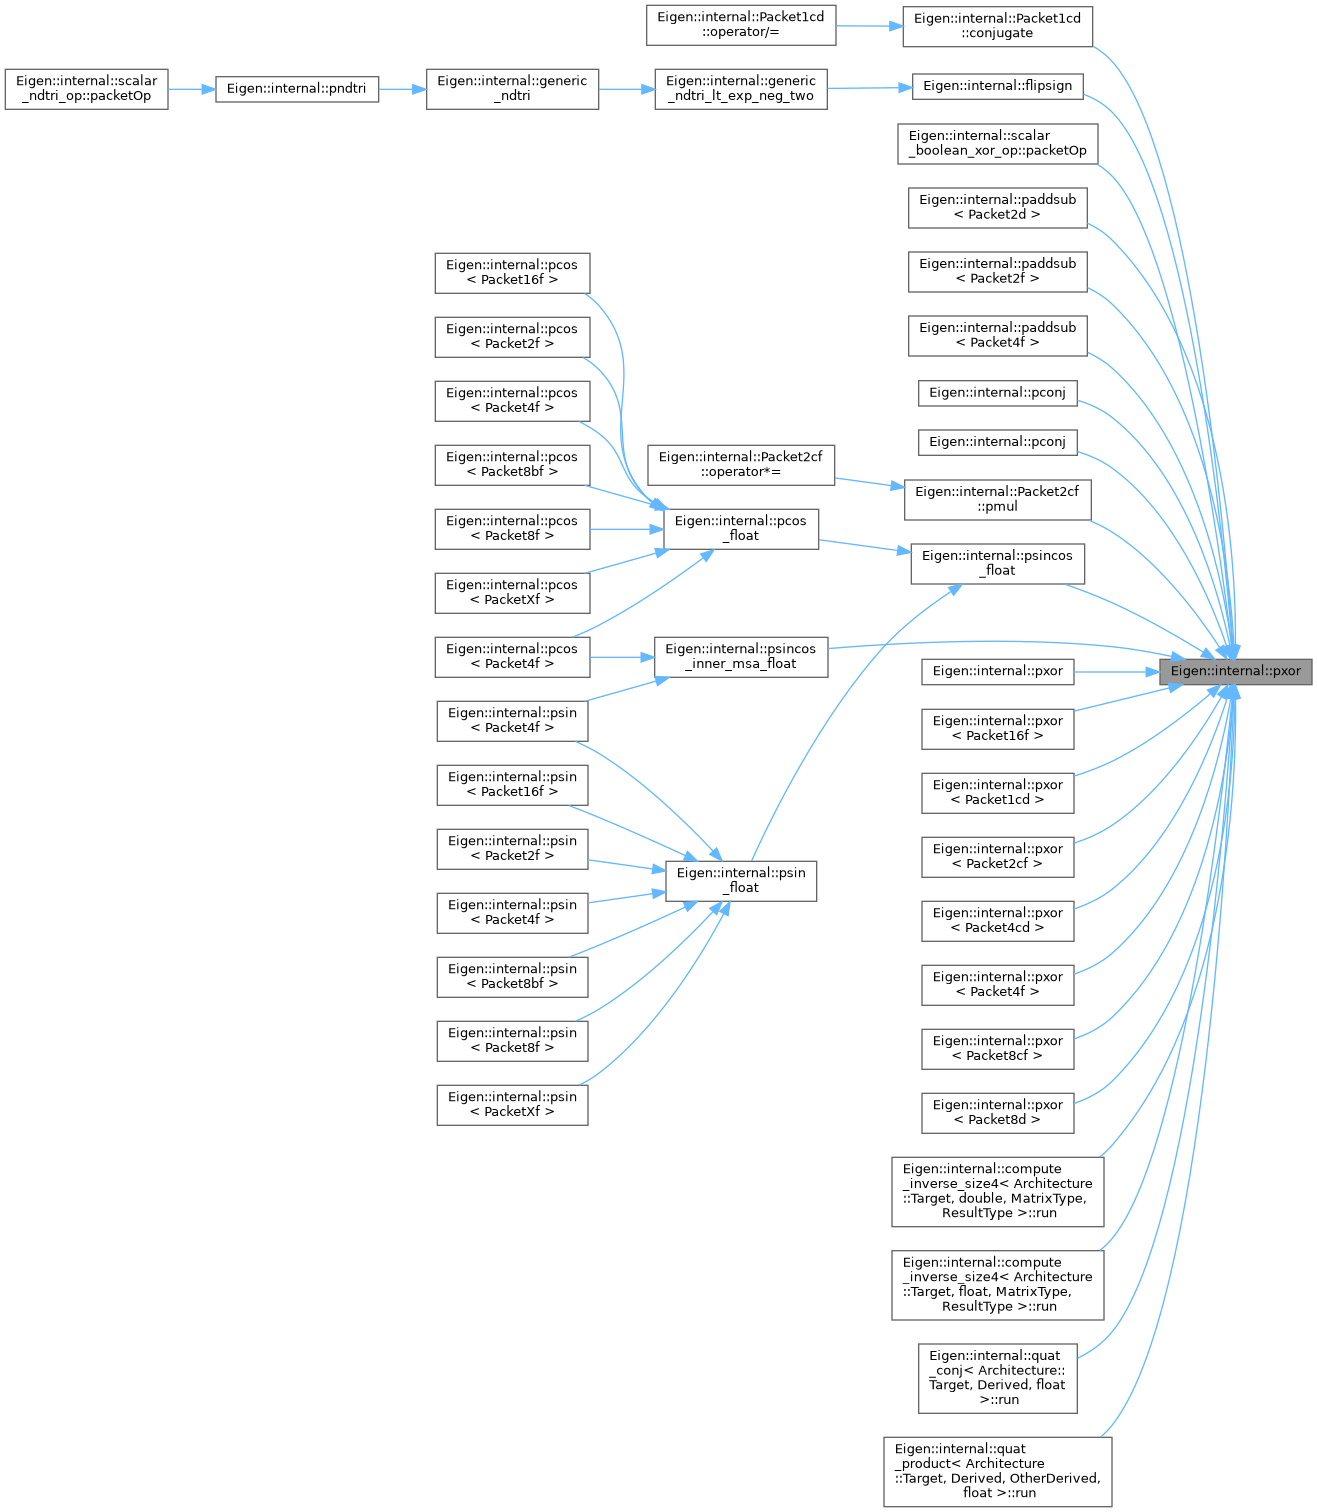 Eigen::internal::Packet1cd
::operator/=
Eigen::internal::Packet1cd
::conjugate
Eigen::internal::scalar
_ndtri_op::packetOp
Eigen::internal::pndtri
Eigen::internal::generic
_ndtri
Eigen::internal::generic
_ndtri_lt_exp_neg_two
Eigen::internal::flipsign
Eigen::internal::scalar
_boolean_xor_op::packetOp
Eigen::internal::paddsub
< Packet2d >
Eigen::internal::paddsub
< Packet2f >
Eigen::internal::paddsub
< Packet4f >
Eigen::internal::pconj
Eigen::internal::pconj
Eigen::internal::pcos
< Packet16f >
Eigen::internal::pcos
< Packet2f >
Eigen::internal::pcos
< Packet4f >
Eigen::internal::pcos
< Packet8bf >
Eigen::internal::pcos
< Packet8f >
Eigen::internal::pcos
< PacketXf >
Eigen::internal::pcos
< Packet4f >
Eigen::internal::Packet2cf
::operator*=
Eigen::internal::Packet2cf
::pmul
Eigen::internal::pcos
_float
Eigen::internal::psincos
_float
Eigen::internal::psincos
_inner_msa_float
Eigen::internal::pxor
Eigen::internal::pxor
Eigen::internal::psin
< Packet4f >
Eigen::internal::psin
< Packet16f >
Eigen::internal::psin
< Packet2f >
Eigen::internal::psin
< Packet4f >
Eigen::internal::psin
< Packet8bf >
Eigen::internal::psin
< Packet8f >
Eigen::internal::psin
< PacketXf >
Eigen::internal::psin
_float
Eigen::internal::pxor
< Packet16f >
Eigen::internal::pxor
< Packet1cd >
Eigen::internal::pxor
< Packet2cf >
Eigen::internal::pxor
< Packet4cd >
Eigen::internal::pxor
< Packet4f >
Eigen::internal::pxor
< Packet8cf >
Eigen::internal::pxor
< Packet8d >
Eigen::internal::compute
_inverse_size4< Architecture
::Target, double, MatrixType,
ResultType >::run
Eigen::internal::compute
_inverse_size4< Architecture
::Target, float, MatrixType,
ResultType >::run
Eigen::internal::quat
_conj< Architecture::
Target, Derived, float
>::run
Eigen::internal::quat
_product< Architecture
::Target, Derived, OtherDerived,
float >::run